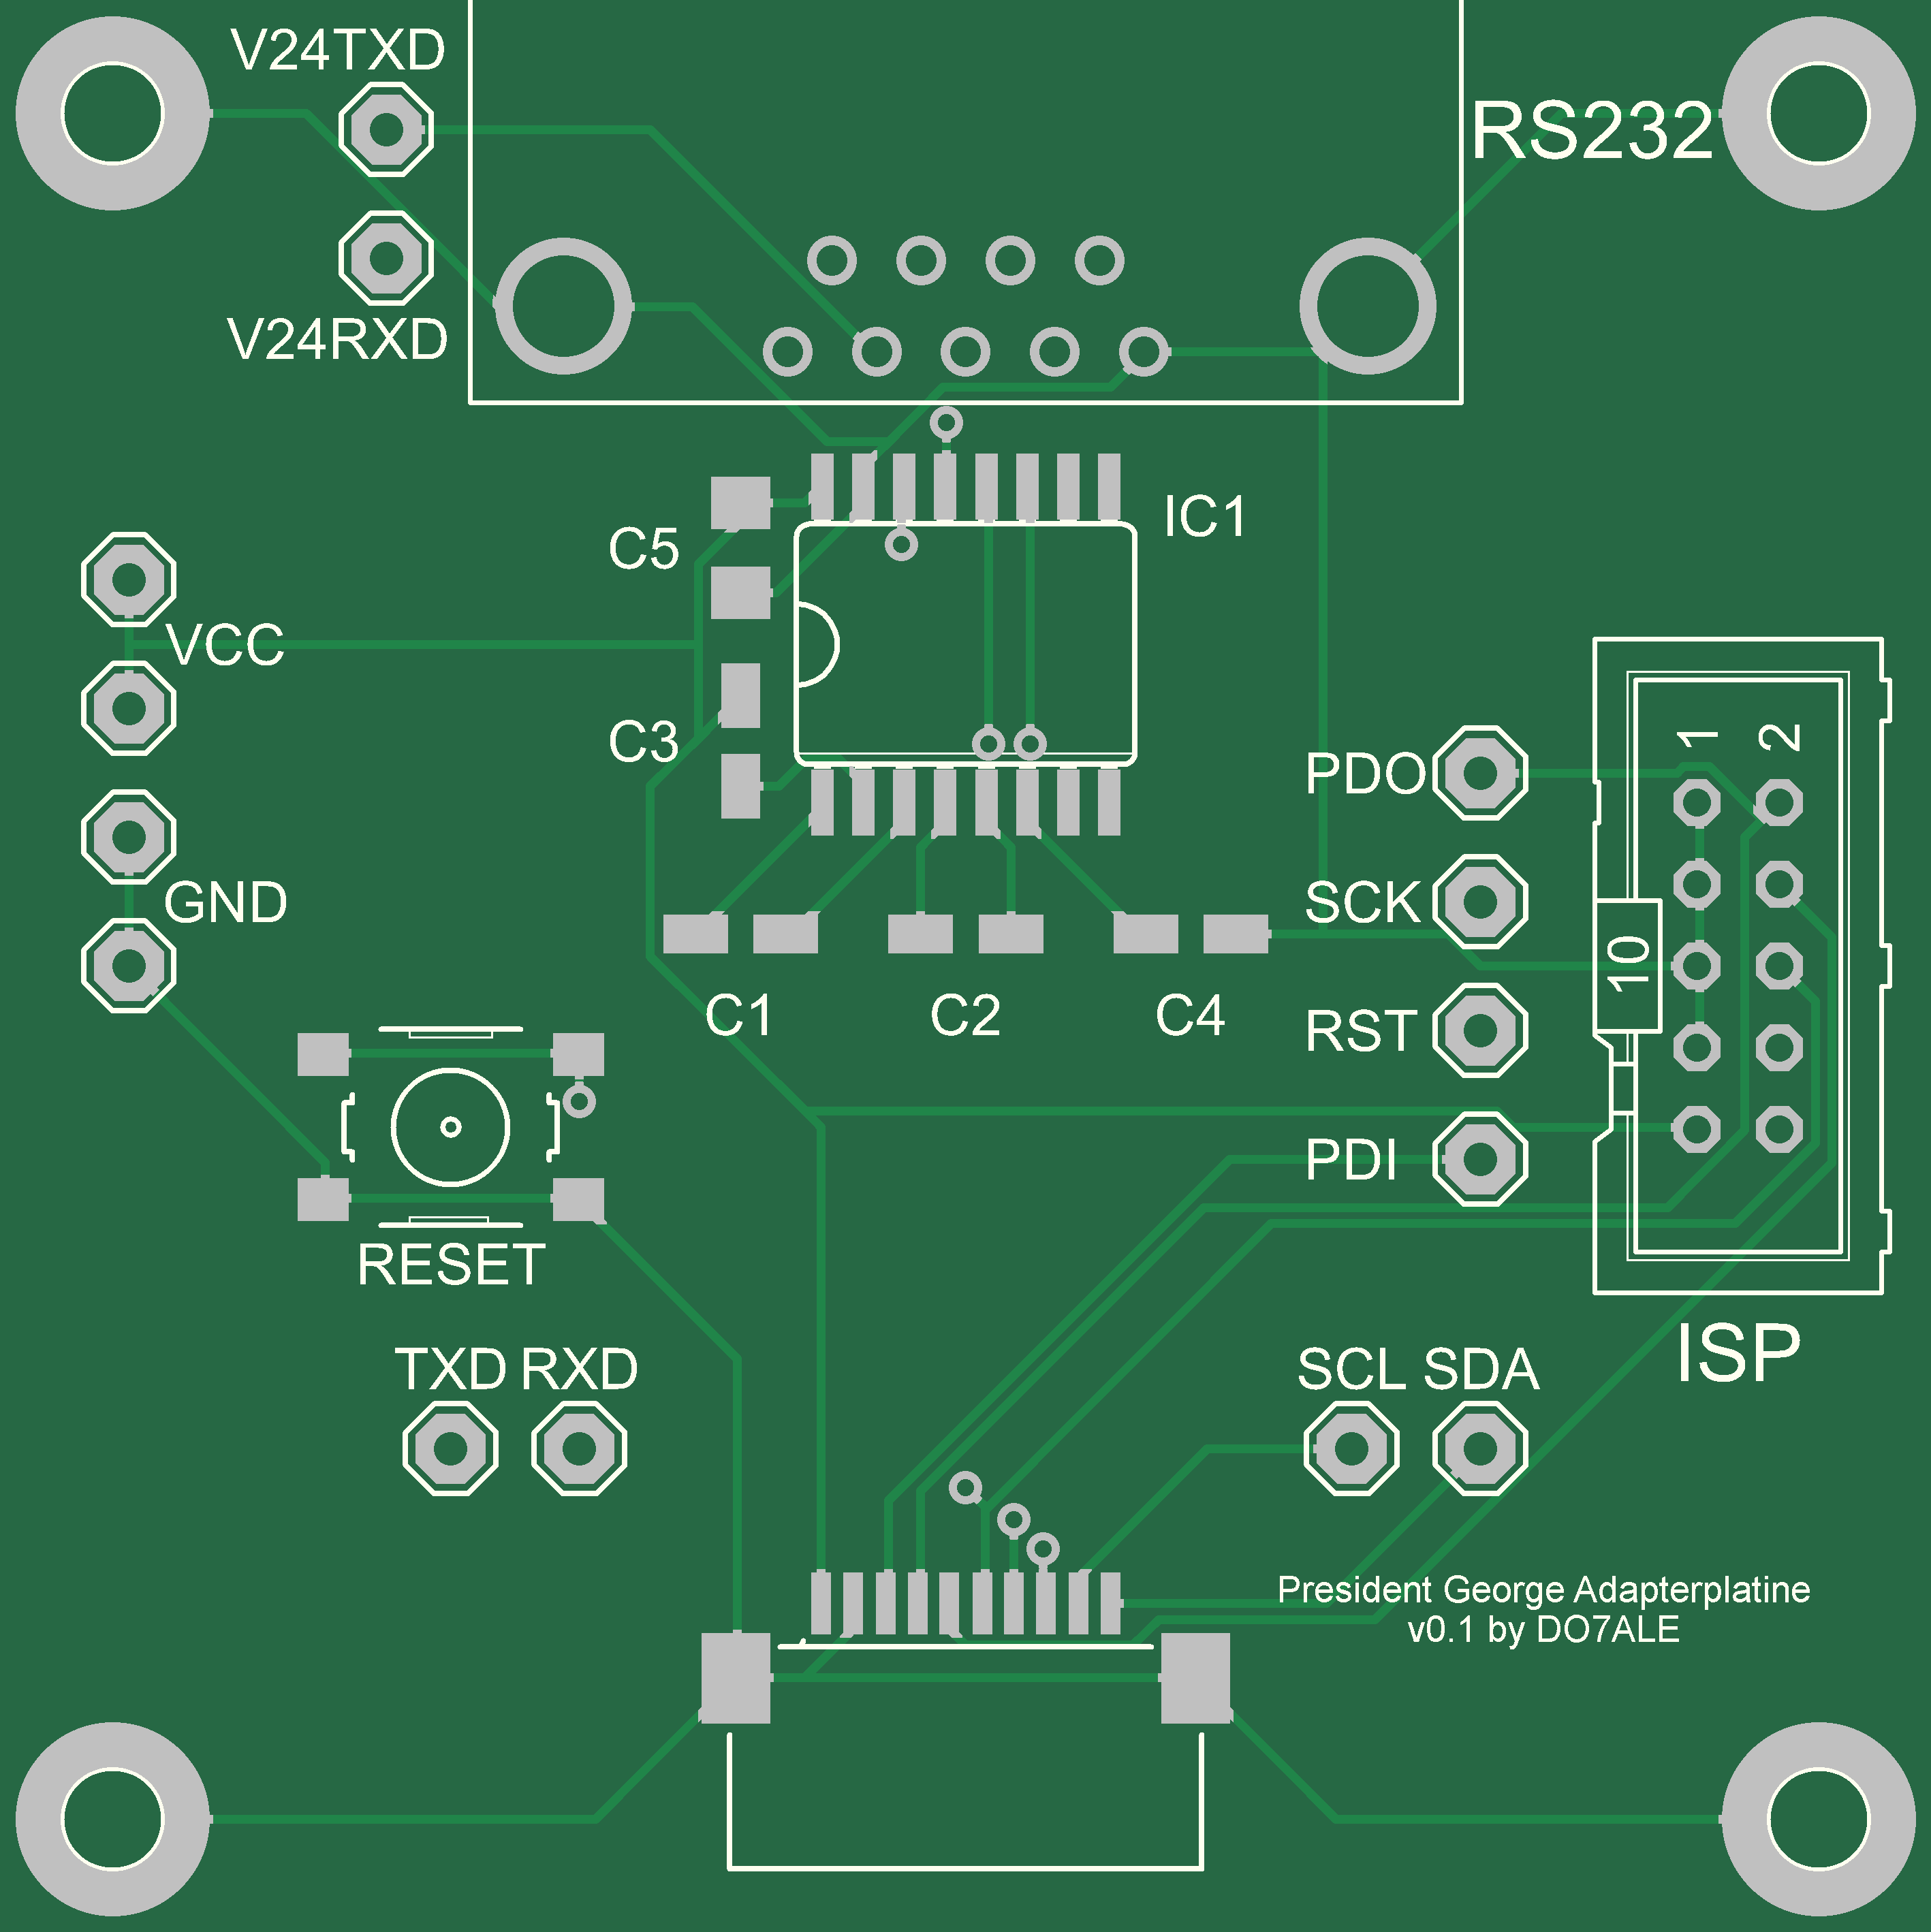 V24TXD
RS232
V24RXD
IC1
C5
VCC
C3
1
2
PDO
GND
SCK
10
C1
C2
C4
RST
PDI
RESET
ISP
TXD RXD
SCL SDA
President George Adapterplatine
v0.1 by DO7ALE